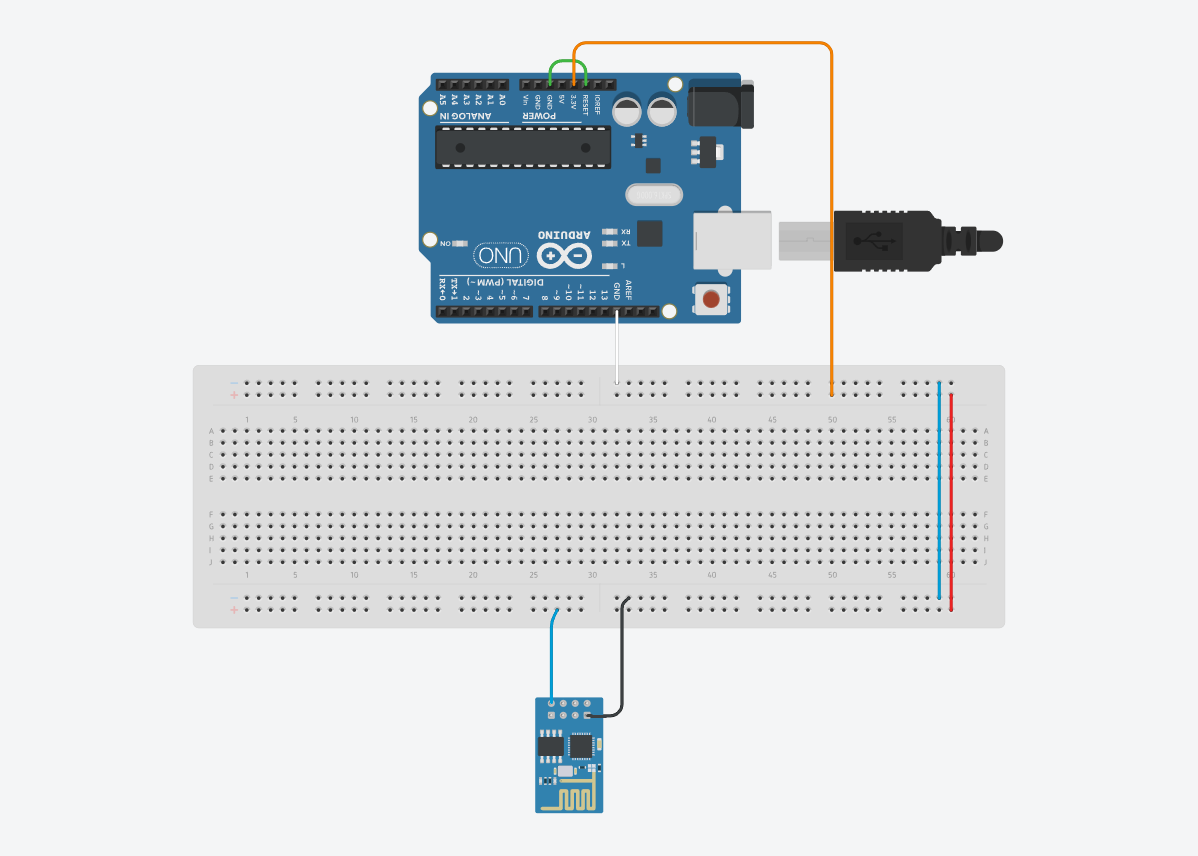 A5 A4 A3 A2 A1 A0 Vin GND GND 5V 3.3V RESET IOREF
ANALOG IN POWER
ARDUINO
UNO
ON
RX
TX
L
DIGITAL (PWM ~)
RX←0 TX→1 2 ~3 4 ~5 ~6 7 8 ~9 ~10 ~11 12 13 GND AREF
− +
1 5 10 15 20 25 30 35 40 45 50 55 60
A A
B B
C C
D D
E E
F F
G G
H H
I I
J J
1 5 10 15 20 25 30 35 40 45 50 55 60
− +